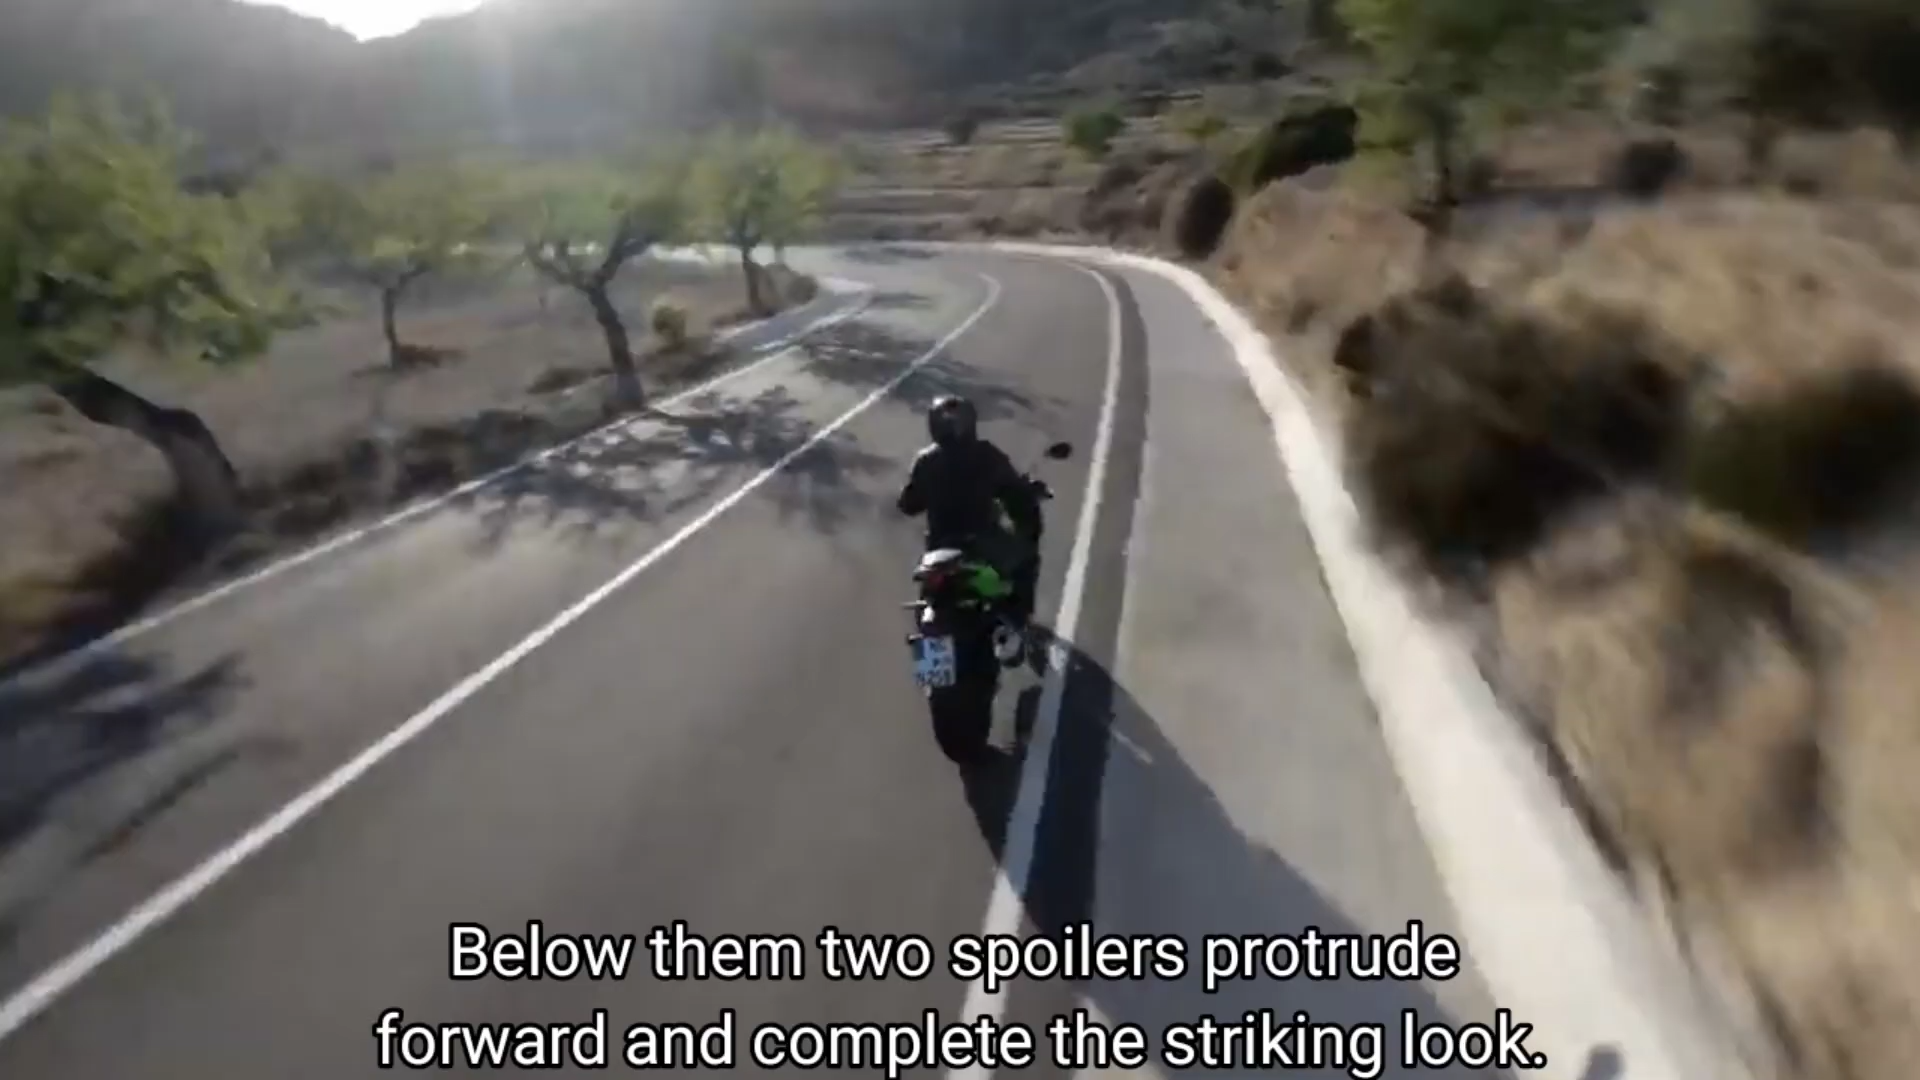 Below them two spoilers protrude
forward and complete the striking look.